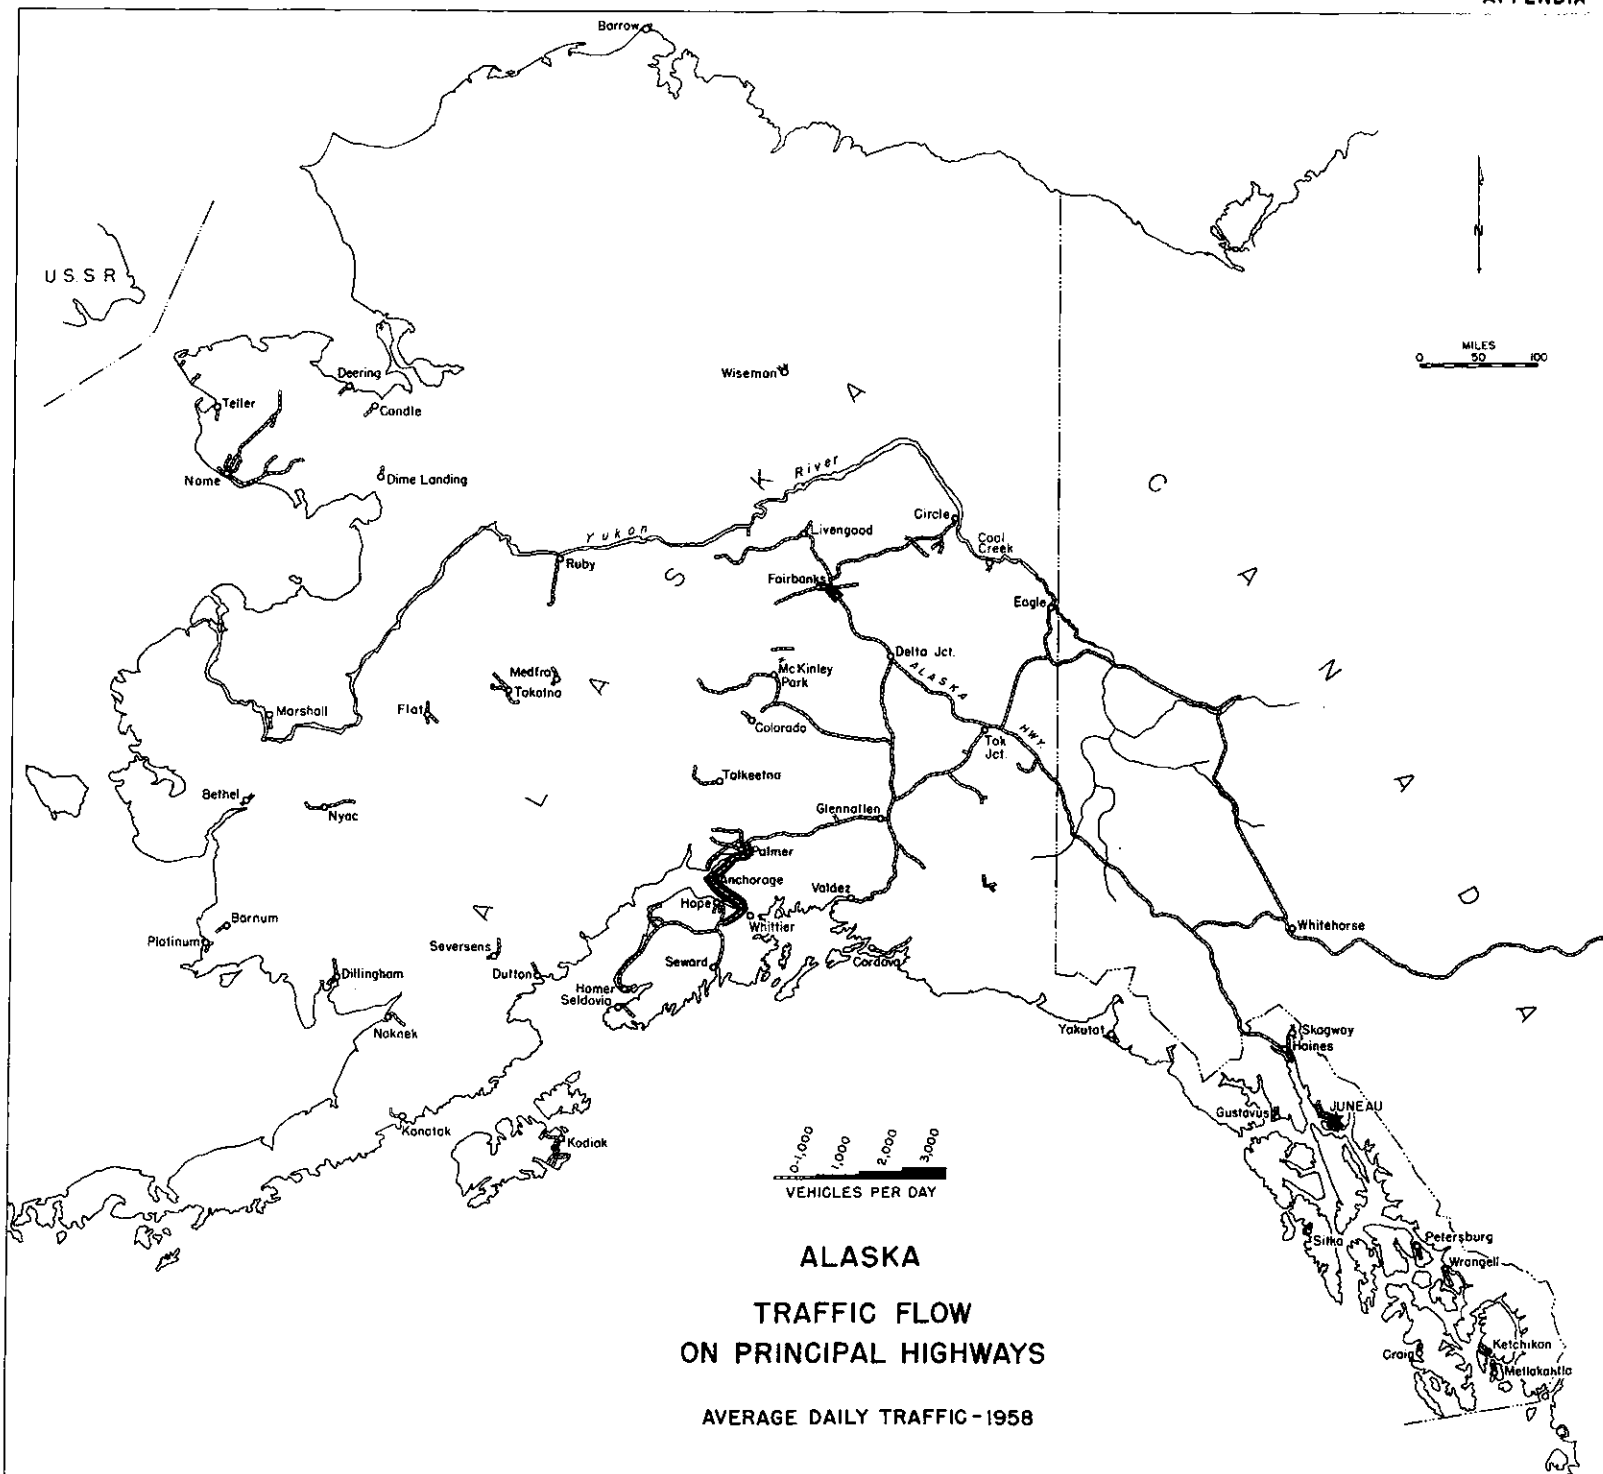 Barrow
U S S R
MILES
0 50 100
N
Wiseman
Deering
Teller
Candle
Nome
Dime Landing
Yukon River
Livengood
Circle
Coal
Creek
Ruby
Fairbanks
Eagle
Delta Jct.
ALASKA HWY.
Medfra
McKinley
Park
Takotna
Marshall
Flat
Colorado
Tok
Jct.
Talkeetna
Bethel
Nyac
Glennallen
Palmer
Anchorage
Valdez
Hope
Barnum
Whittier
Whitehorse
Platinum
Seversens
Seward
Cordova
Dillingham
Dutton
Homer
Seldovia
Naknek
Yakutat
Skagway
Haines
JUNEAU
Gustavus
Kanatak
Kodiak
A L A S K A
C A N A D A
0-1,000 1,000 2,000 3,000
VEHICLES PER DAY
Sitka
Petersburg
Wrangell
Craig
Ketchikan
Metlakahtla
ALASKA
TRAFFIC FLOW
ON PRINCIPAL HIGHWAYS
AVERAGE DAILY TRAFFIC-1958